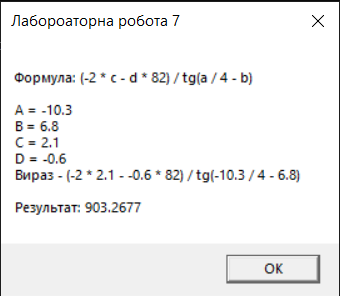 Лабороаторна робота 7
Формула: (-2 * c - d * 82) / tg(a / 4 - b)
A = -10.3
B = 6.8
C = 2.1
D = -0.6
Вираз - (-2 * 2.1 - -0.6 * 82) / tg(-10.3 / 4 - 6.8)
Результат: 903.2677
OK